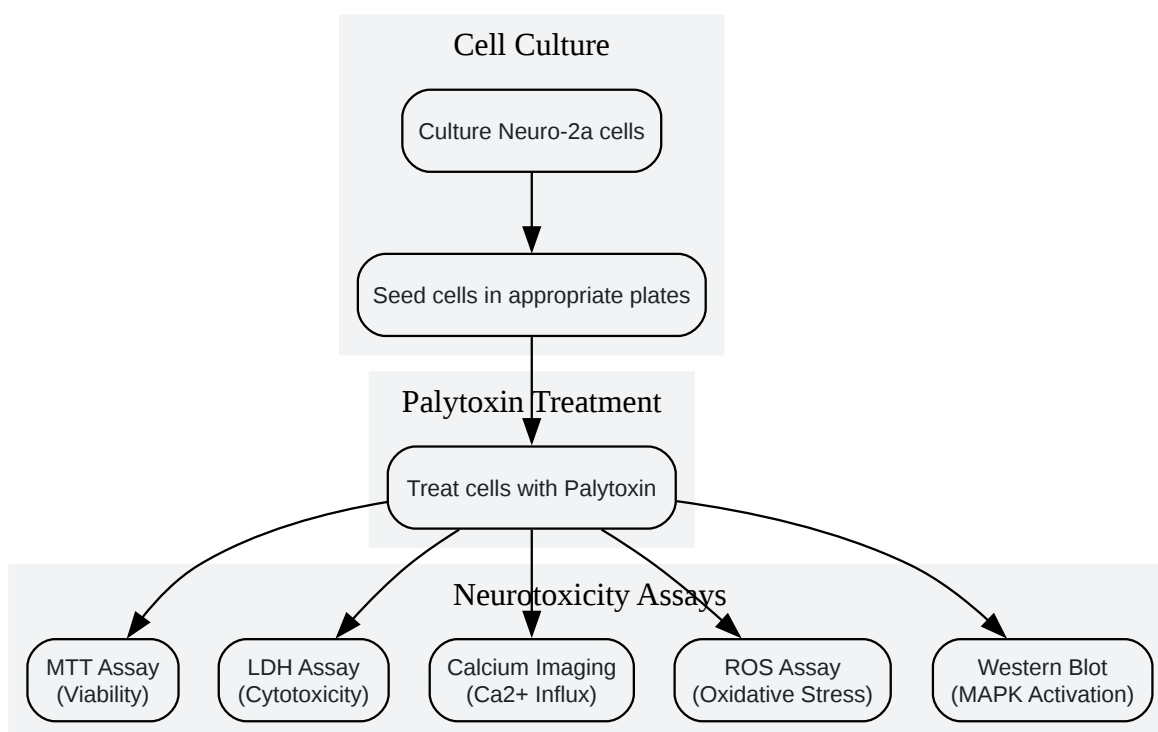 Cell Culture
Culture Neuro-2a cells
Seed cells in appropriate plates
Palytoxin Treatment
Treat cells with Palytoxin
Neurotoxicity Assays
MTT Assay
(Viability)
LDH Assay
(Cytotoxicity)
Calcium Imaging
(Ca2+ Influx)
ROS Assay
(Oxidative Stress)
Western Blot
(MAPK Activation)